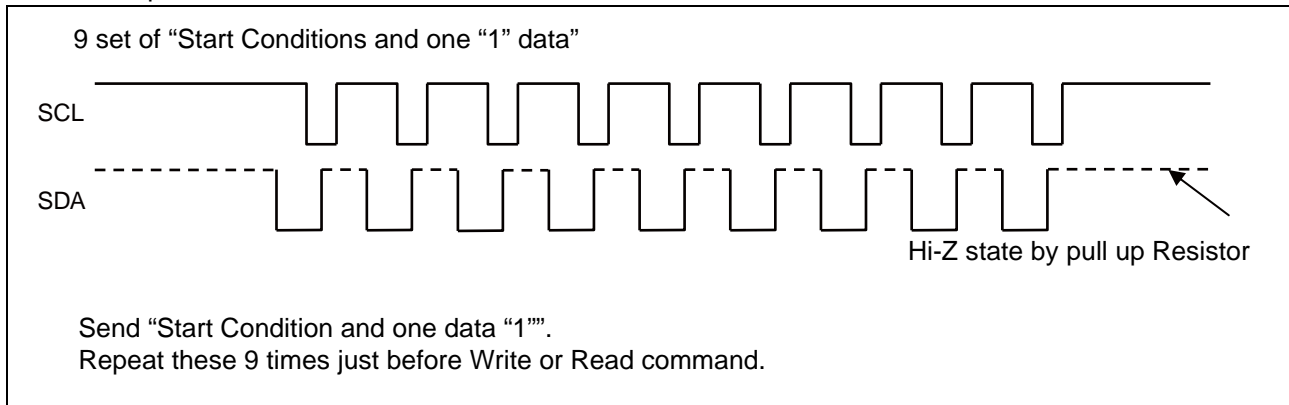 9 set of “Start Conditions and one “1” data”
SCL
SDA
Hi-Z state by pull up Resistor
Send “Start Condition and one data “1””.
Repeat these 9 times just before Write or Read command.